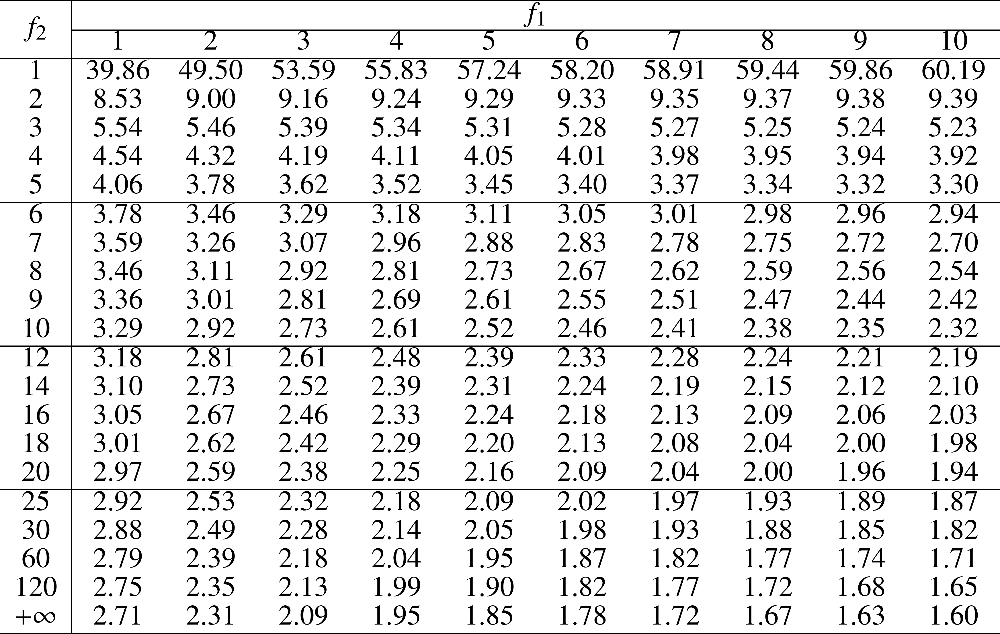 f₂ f₁
1 2 3 4 5 6 7 8 9 10
1 39.86 49.50 53.59 55.83 57.24 58.20 58.91 59.44 59.86 60.19
2 8.53 9.00 9.16 9.24 9.29 9.33 9.35 9.37 9.38 9.39
3 5.54 5.46 5.39 5.34 5.31 5.28 5.27 5.25 5.24 5.23
4 4.54 4.32 4.19 4.11 4.05 4.01 3.98 3.95 3.94 3.92
5 4.06 3.78 3.62 3.52 3.45 3.40 3.37 3.34 3.32 3.30
6 3.78 3.46 3.29 3.18 3.11 3.05 3.01 2.98 2.96 2.94
7 3.59 3.26 3.07 2.96 2.88 2.83 2.78 2.75 2.72 2.70
8 3.46 3.11 2.92 2.81 2.73 2.67 2.62 2.59 2.56 2.54
9 3.36 3.01 2.81 2.69 2.61 2.55 2.51 2.47 2.44 2.42
10 3.29 2.92 2.73 2.61 2.52 2.46 2.41 2.38 2.35 2.32
12 3.18 2.81 2.61 2.48 2.39 2.33 2.28 2.24 2.21 2.19
14 3.10 2.73 2.52 2.39 2.31 2.24 2.19 2.15 2.12 2.10
16 3.05 2.67 2.46 2.33 2.24 2.18 2.13 2.09 2.06 2.03
18 3.01 2.62 2.42 2.29 2.20 2.13 2.08 2.04 2.00 1.98
20 2.97 2.59 2.38 2.25 2.16 2.09 2.04 2.00 1.96 1.94
25 2.92 2.53 2.32 2.18 2.09 2.02 1.97 1.93 1.89 1.87
30 2.88 2.49 2.28 2.14 2.05 1.98 1.93 1.88 1.85 1.82
60 2.79 2.39 2.18 2.04 1.95 1.87 1.82 1.77 1.74 1.71
120 2.75 2.35 2.13 1.99 1.90 1.82 1.77 1.72 1.68 1.65
+∞ 2.71 2.31 2.09 1.95 1.85 1.78 1.72 1.67 1.63 1.60